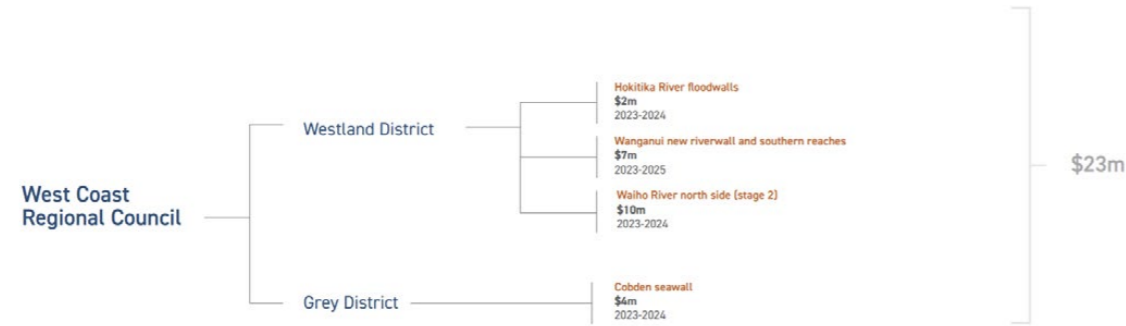 West Coast
Regional Council
Westland District
Hokitika River floodwalls
$2m
2023-2024
Wanganui new riverwall and southern reaches
$7m
2023-2025
Waiho River north side (stage 2)
$10m
2023-2024
Grey District
Cobden seawall
$4m
2023-2024
$23m